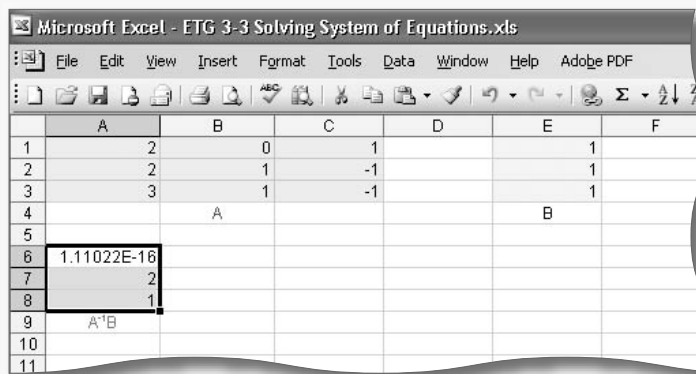 Microsoft Excel - ETG 3-3 Solving System of Equations.xls
File Edit View Insert Format Tools Data Window Help Adobe PDF
ABC Σ A Z
A B C D E F
1 2 0 1 1
2 2 1 -1 1
3 3 1 -1 1
4 A B
5
6 1.11022E-16
7 2
8 1
9 A⁻¹B
10
11